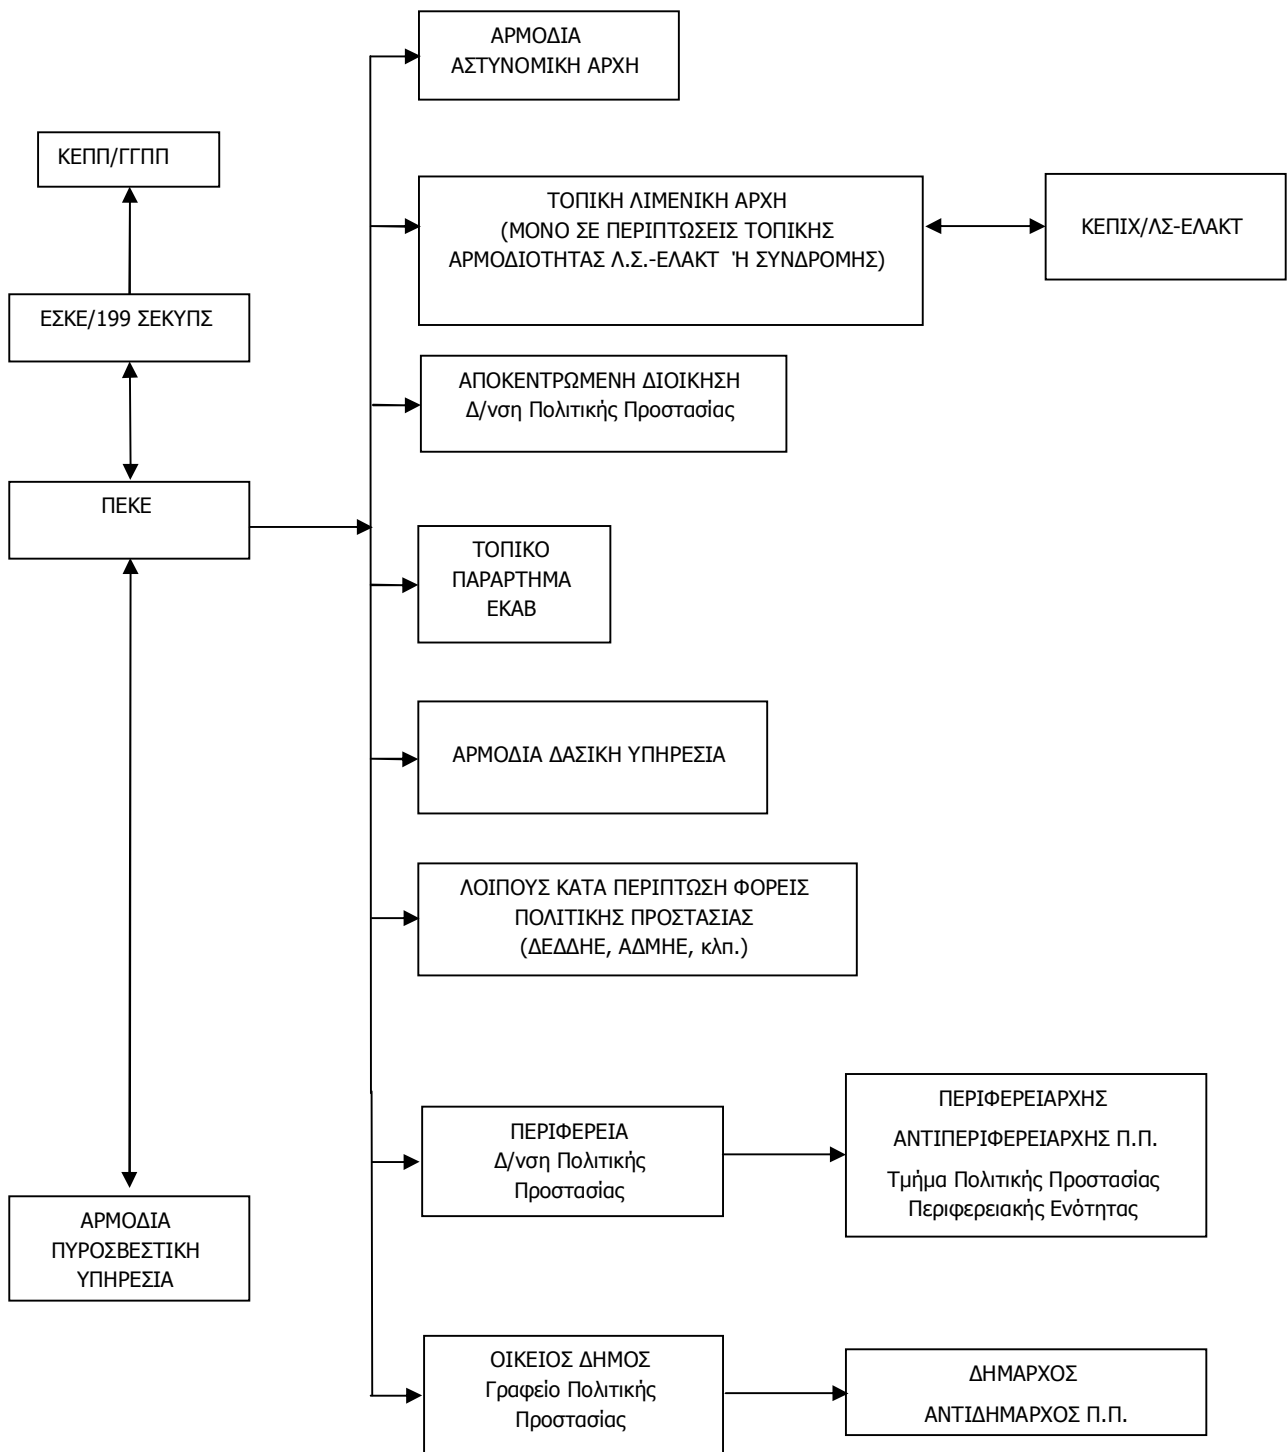 ΑΡΜΟΔΙΑ
ΑΣΤΥΝΟΜΙΚΗ ΑΡΧΗ
ΚΕΠΠ/ΓΓΠΠ
ΤΟΠΙΚΗ ΛΙΜΕΝΙΚΗ ΑΡΧΗ
(ΜΟΝΟ ΣΕ ΠΕΡΙΠΤΩΣΕΙΣ ΤΟΠΙΚΗΣ
ΑΡΜΟΔΙΟΤΗΤΑΣ Λ.Σ.-ΕΛΑΚΤ Ή ΣΥΝΔΡΟΜΗΣ)
ΚΕΠΙΧ/ΛΣ-ΕΛΑΚΤ
ΕΣΚΕ/199 ΣΕΚΥΠΣ
ΑΠΟΚΕΝΤΡΩΜΕΝΗ ΔΙΟΙΚΗΣΗ
Δ/νση Πολιτικής Προστασίας
ΠΕΚΕ
ΤΟΠΙΚΟ
ΠΑΡΑΡΤΗΜΑ
ΕΚΑΒ
ΑΡΜΟΔΙΑ ΔΑΣΙΚΗ ΥΠΗΡΕΣΙΑ
ΛΟΙΠΟΥΣ ΚΑΤΑ ΠΕΡΙΠΤΩΣΗ ΦΟΡΕΙΣ
ΠΟΛΙΤΙΚΗΣ ΠΡΟΣΤΑΣΙΑΣ
(ΔΕΔΔΗΕ, ΑΔΜΗΕ, κλπ.)
ΠΕΡΙΦΕΡΕΙΑ
Δ/νση Πολιτικής
Προστασίας
ΠΕΡΙΦΕΡΕΙΑΡΧΗΣ
ΑΝΤΙΠΕΡΙΦΕΡΕΙΑΡΧΗΣ Π.Π.
Τμήμα Πολιτικής Προστασίας
Περιφερειακής Ενότητας
ΑΡΜΟΔΙΑ
ΠΥΡΟΣΒΕΣΤΙΚΗ
ΥΠΗΡΕΣΙΑ
ΟΙΚΕΙΟΣ ΔΗΜΟΣ
Γραφείο Πολιτικής
Προστασίας
ΔΗΜΑΡΧΟΣ
ΑΝΤΙΔΗΜΑΡΧΟΣ Π.Π.